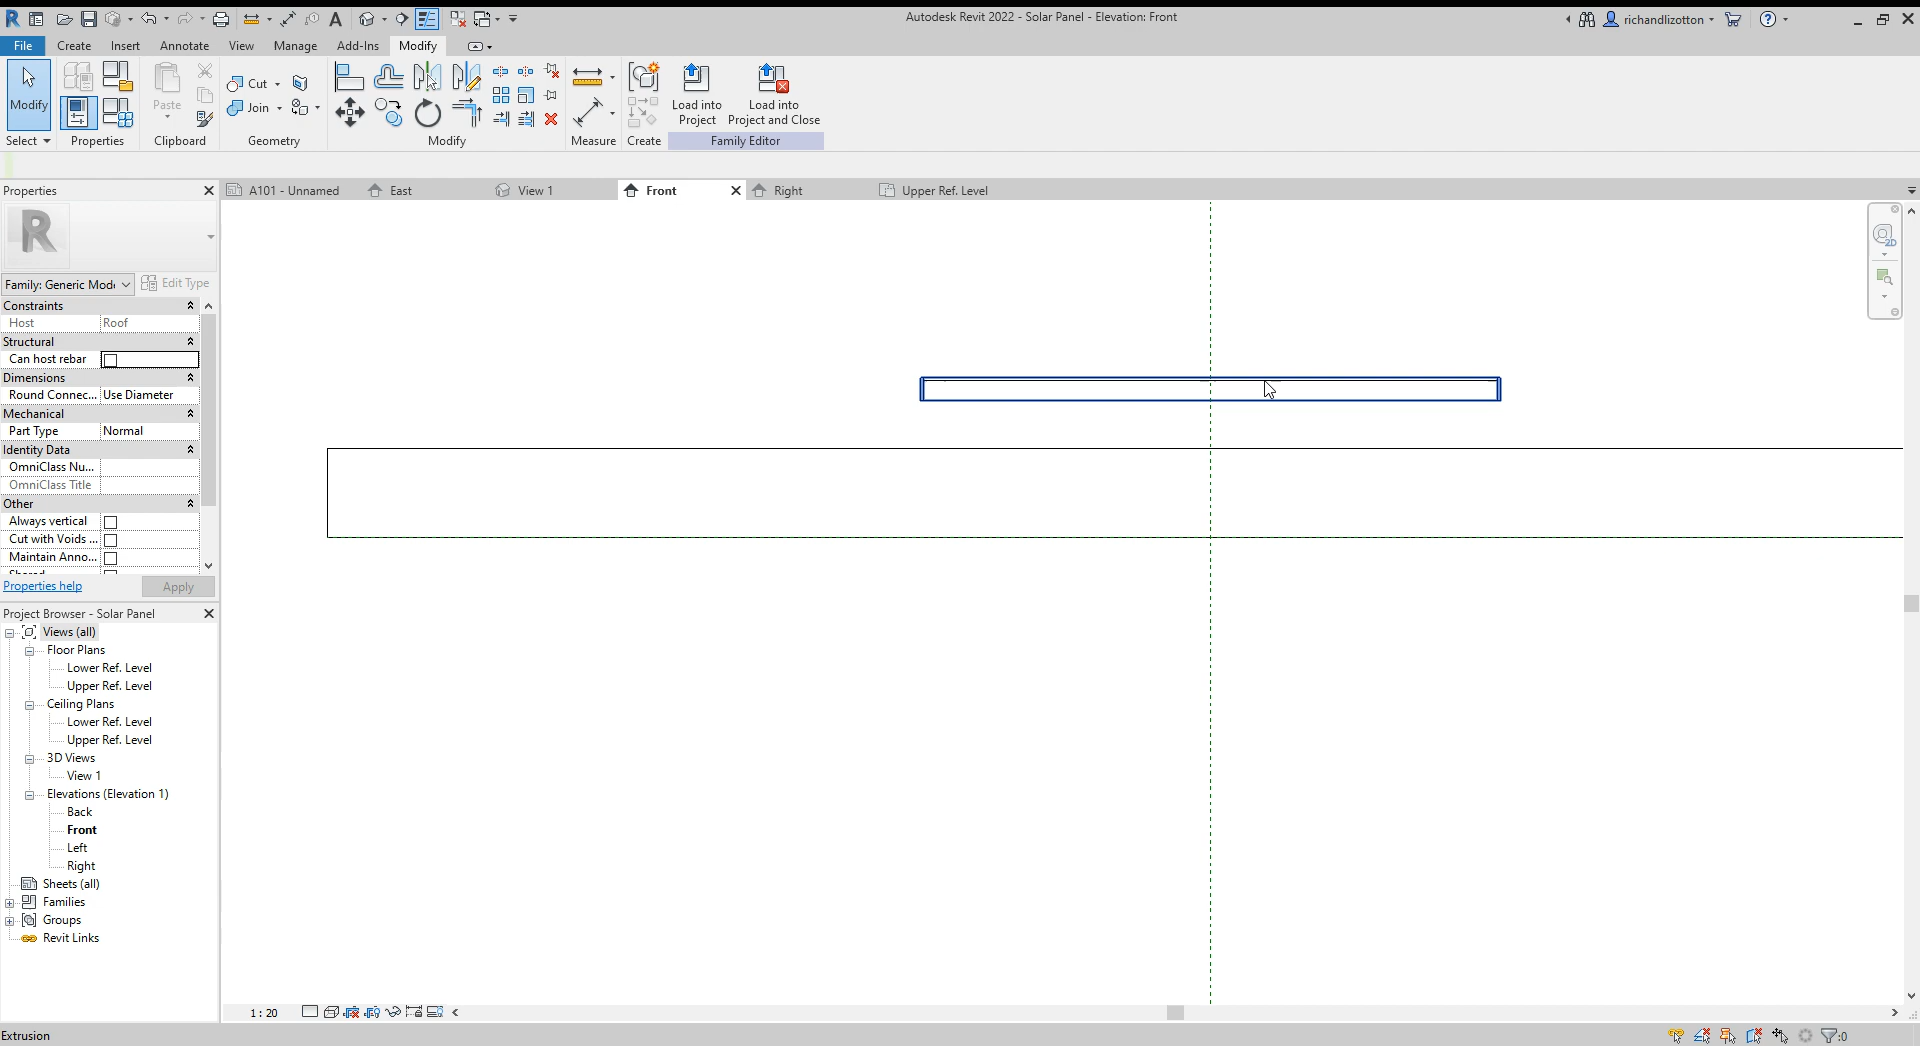 Autodesk Revit 2022 - Solar Panel - Elevation: Front
richandlizotton
File Create Insert Annotate View Manage Add-Ins Modify
Modify
Paste
Cut
Join
Load into Project
Load into Project and Close
Select Properties Clipboard Geometry Modify Measure Create Family Editor
Properties
A101 - Unnamed East View 1 Front Right Upper Ref. Level
2D
R
Family: Generic Mode Edit Type
Constraints
Host Roof
Structural
Can host rebar
Dimensions
Round Connec... Use Diameter
Mechanical
Part Type Normal
Identity Data
OmniClass Nu...
OmniClass Title
Other
Always vertical
Cut with Voids ...
Maintain Anno...
Properties help Apply
Project Browser - Solar Panel
Views (all)
Floor Plans
Lower Ref. Level
Upper Ref. Level
Ceiling Plans
Lower Ref. Level
Upper Ref. Level
3D Views
View 1
Elevations (Elevation 1)
Back
Front
Left
Right
Sheets (all)
Families
Groups
Revit Links
1 : 20
Extrusion
:0